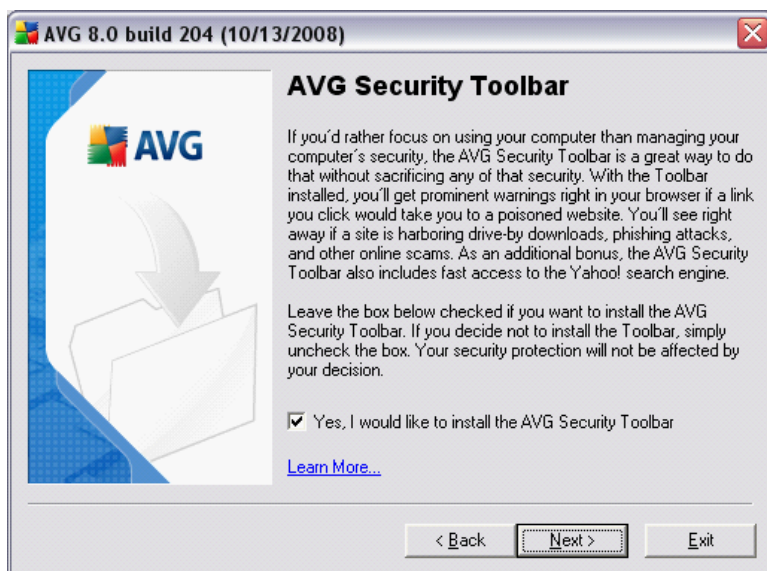 AVG 8.0 build 204 (10/13/2008)
AVG
AVG Security Toolbar
If you'd rather focus on using your computer than managing your
computer's security, the AVG Security Toolbar is a great way to do
that without sacrificing any of that security. With the Toolbar
installed, you'll get prominent warnings right in your browser if a link
you click would take you to a poisoned website. You'll see right
away if a site is harboring drive-by downloads, phishing attacks,
and other online scams. As an additional bonus, the AVG Security
Toolbar also includes fast access to the Yahoo! search engine.
Leave the box below checked if you want to install the AVG
Security Toolbar. If you decide not to install the Toolbar, simply
uncheck the box. Your security protection will not be affected by
your decision.
Yes, I would like to install the AVG Security Toolbar
Learn More...
< Back Next > Exit